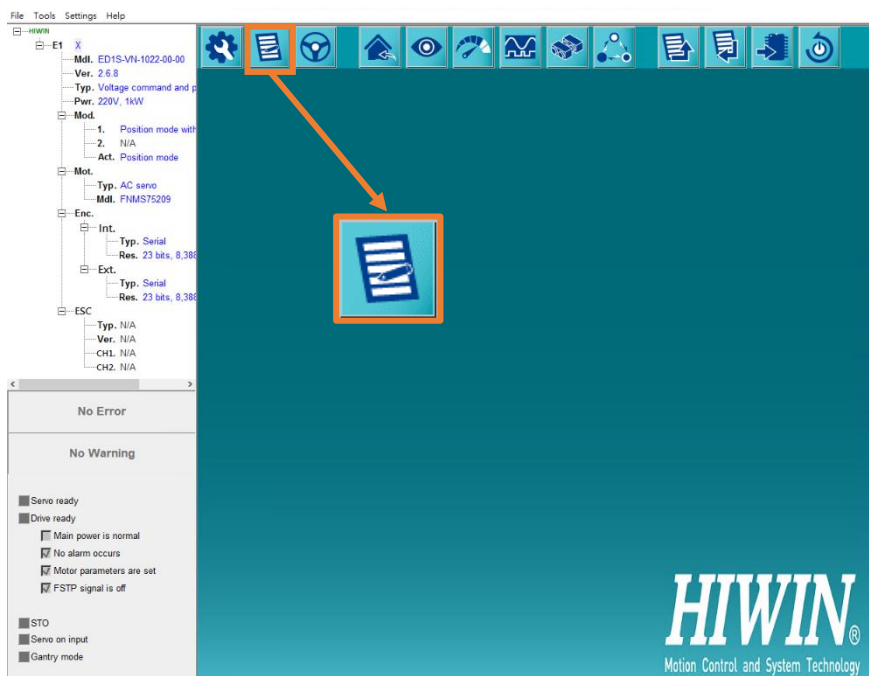 File Tools Settings Help
HIWIN
E1 X
Mdl. ED1S-VN-1022-00-00
Ver. 2.6.8
Typ. Voltage command and p
Pwr. 220V, 1kW
Mod.
1. Position mode with
2. N/A
Act. Position mode
Mot.
Typ. AC servo
Mdl. FNMS75209
Enc.
Int.
Typ. Serial
Res. 23 bits, 8,388
Ext.
Typ. Serial
Res. 23 bits, 8,388
ESC
Typ. N/A
Ver. N/A
CH1. N/A
CH2. N/A
No Error
No Warning
Servo ready
Drive ready
Main power is normal
No alarm occurs
Motor parameters are set
FSTP signal is off
STO
Servo on input
Gantry mode
HIWIN®
Motion Control and System Technology